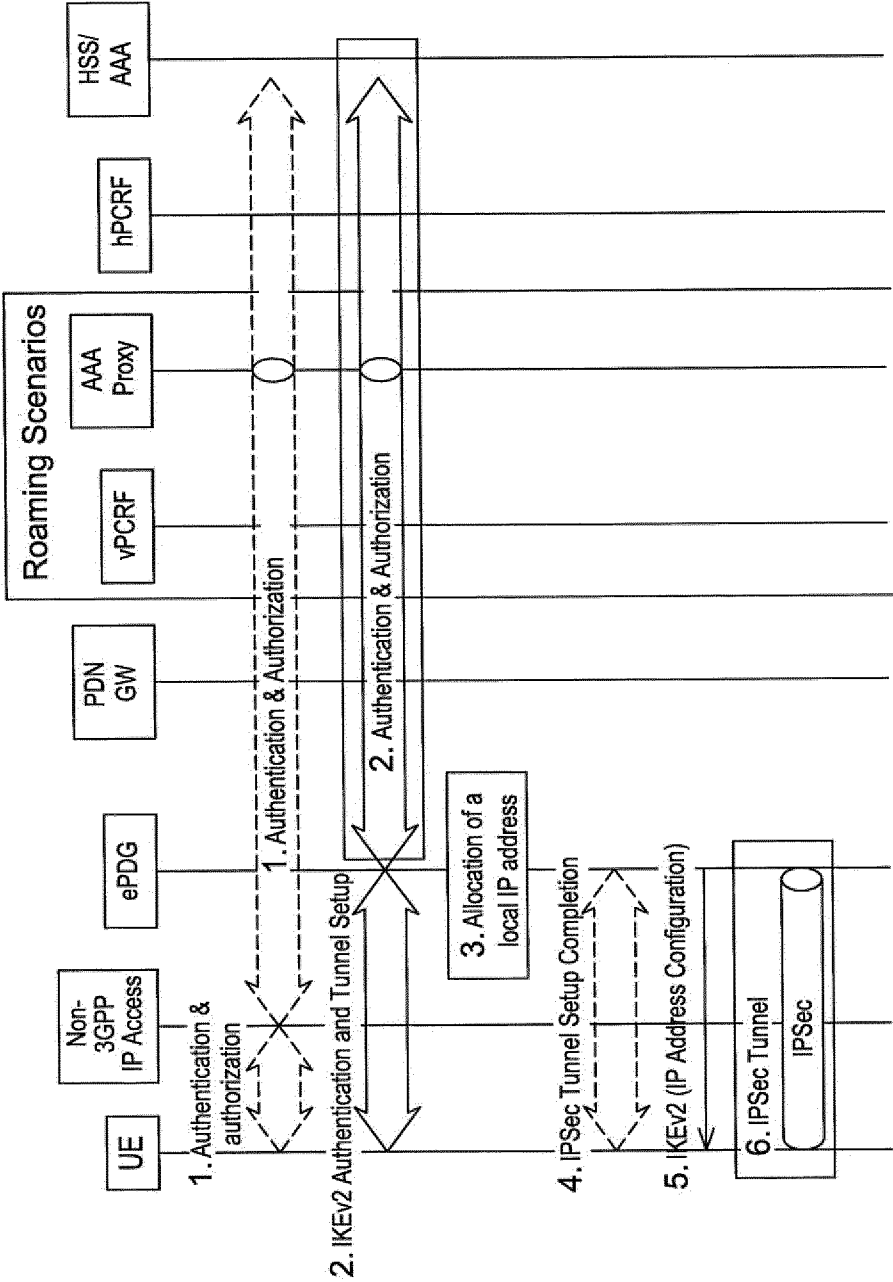 Roaming Scenarios
UE
Non-
3GPP
IP Access
ePDG
PDN
GW
vPCRF
AAA
Proxy
hPCRF
HSS/
AAA
1. Authentication &
authorization
1. Authentication & Authorization
2. IKEv2 Authentication and Tunnel Setup
2. Authentication & Authorization
3. Allocation of a
local IP address
4. IPSec Tunnel Setup Completion
5. IKEv2 (IP Address Configuration)
6. IPSec Tunnel
IPSec